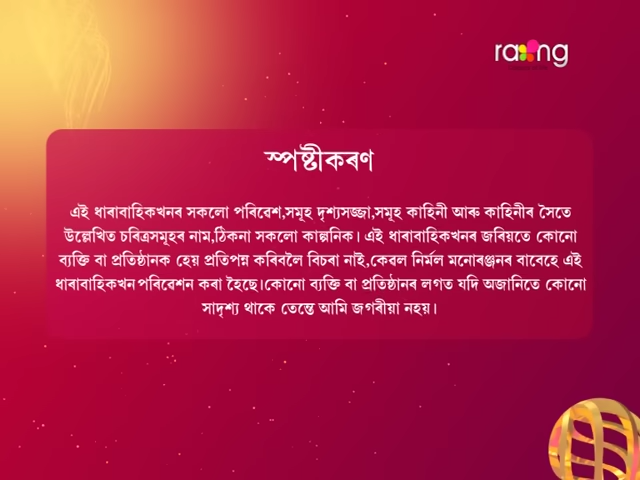 rang
স্পষ্টীকৰণ
এই ধাৰাবাহিকখনৰ সকলো পৰিৱেশ,সমূহ দৃশ্যসজ্জা,সমূহ কাহিনী আৰু কাহিনীৰ সৈতে
উল্লেখিত চৰিত্ৰসমূহৰ নাম,ঠিকনা সকলো কাল্পনিক। এই ধাৰাবাহিকখনৰ জৰিয়তে কোনো
ব্যক্তি বা প্ৰতিষ্ঠানক হেয় প্ৰতিপন্ন কৰিবলৈ বিচৰা নাই,কেৱল নিৰ্মল মনোৰঞ্জনৰ বাবেহে এই
ধাৰাবাহিকখন পৰিৱেশন কৰা হৈছে।কোনো ব্যক্তি বা প্ৰতিষ্ঠানৰ লগত যদি অজানিতে কোনো
সাদৃশ্য থাকে তেন্তে আমি জগৰীয়া নহয়।